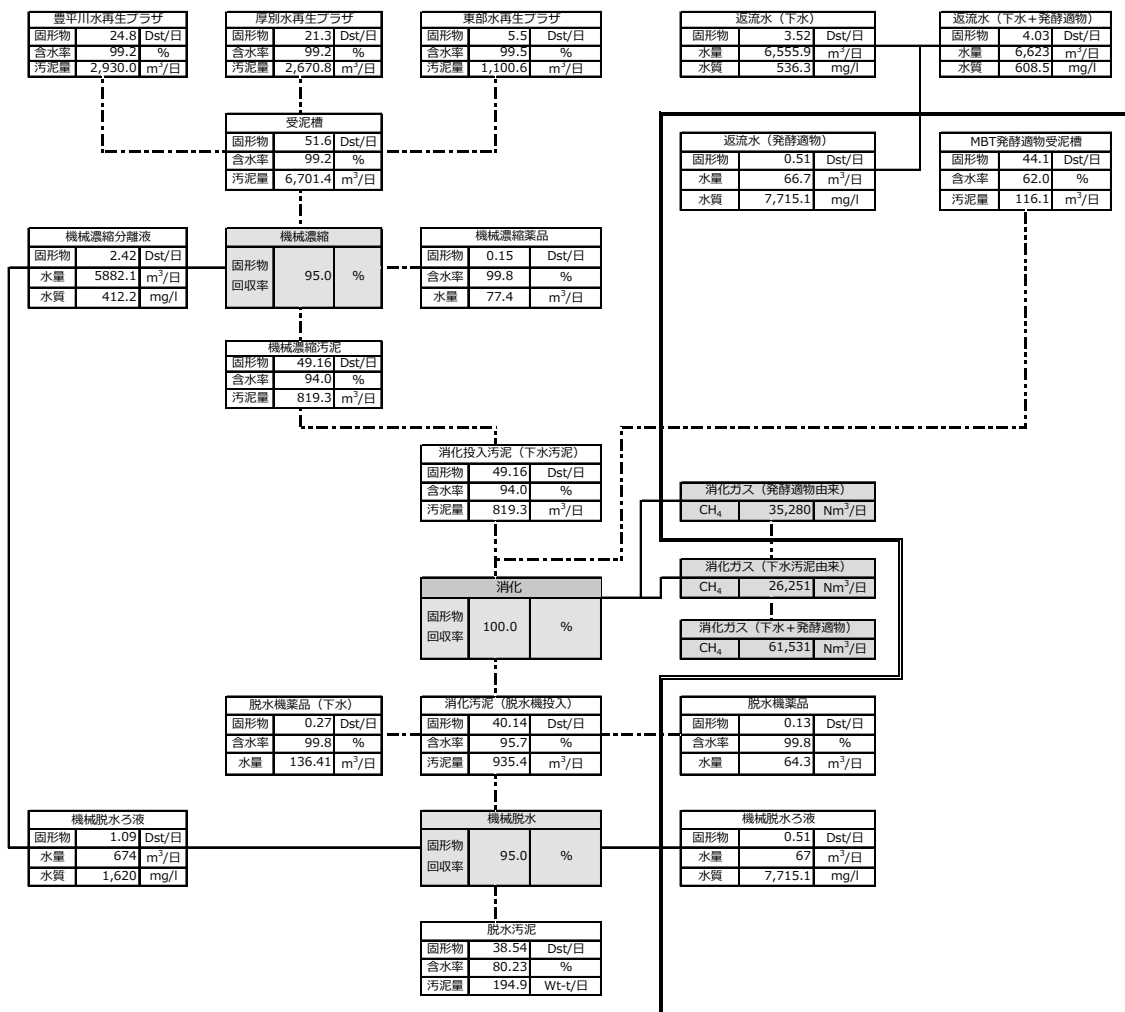 豊平川水再生プラザ
固形物 24.8 Dst/日
含水率 99.2 %
汚泥量 2,930.0 m³/日
厚別水再生プラザ
固形物 21.3 Dst/日
含水率 99.2 %
汚泥量 2,670.8 m³/日
東部水再生プラザ
固形物 5.5 Dst/日
含水率 99.5 %
汚泥量 1,100.6 m³/日
返流水（下水）
固形物 3.52 Dst/日
水量 6,555.9 m³/日
水質 536.3 mg/l
返流水（下水＋発酵適物）
固形物 4.03 Dst/日
水量 6,623 m³/日
水質 608.5 mg/l
受泥槽
固形物 51.6 Dst/日
含水率 99.2 %
汚泥量 6,701.4 m³/日
返流水（発酵適物）
固形物 0.51 Dst/日
水量 66.7 m³/日
水質 7,715.1 mg/l
MBT発酵適物受泥槽
固形物 44.1 Dst/日
含水率 62.0 %
汚泥量 116.1 m³/日
機械濃縮分離液
固形物 2.42 Dst/日
水量 5882.1 m³/日
水質 412.2 mg/l
機械濃縮
固形物
回収率 95.0 %
機械濃縮薬品
固形物 0.15 Dst/日
含水率 99.8 %
水量 77.4 m³/日
機械濃縮汚泥
固形物 49.16 Dst/日
含水率 94.0 %
汚泥量 819.3 m³/日
消化投入汚泥（下水汚泥）
固形物 49.16 Dst/日
含水率 94.0 %
汚泥量 819.3 m³/日
消化ガス（発酵適物由来）
CH₄ 35,280 Nm³/日
消化
固形物
回収率 100.0 %
消化ガス（下水汚泥由来）
CH₄ 26,251 Nm³/日
消化ガス（下水＋発酵適物）
CH₄ 61,531 Nm³/日
脱水機薬品（下水）
固形物 0.27 Dst/日
含水率 99.8 %
水量 136.41 m³/日
消化汚泥（脱水機投入）
固形物 40.14 Dst/日
含水率 95.7 %
汚泥量 935.4 m³/日
脱水機薬品
固形物 0.13 Dst/日
含水率 99.8 %
水量 64.3 m³/日
機械脱水ろ液
固形物 1.09 Dst/日
水量 674 m³/日
水質 1,620 mg/l
機械脱水
固形物
回収率 95.0 %
機械脱水ろ液
固形物 0.51 Dst/日
水量 67 m³/日
水質 7,715.1 mg/l
脱水汚泥
固形物 38.54 Dst/日
含水率 80.23 %
汚泥量 194.9 Wt-t/日